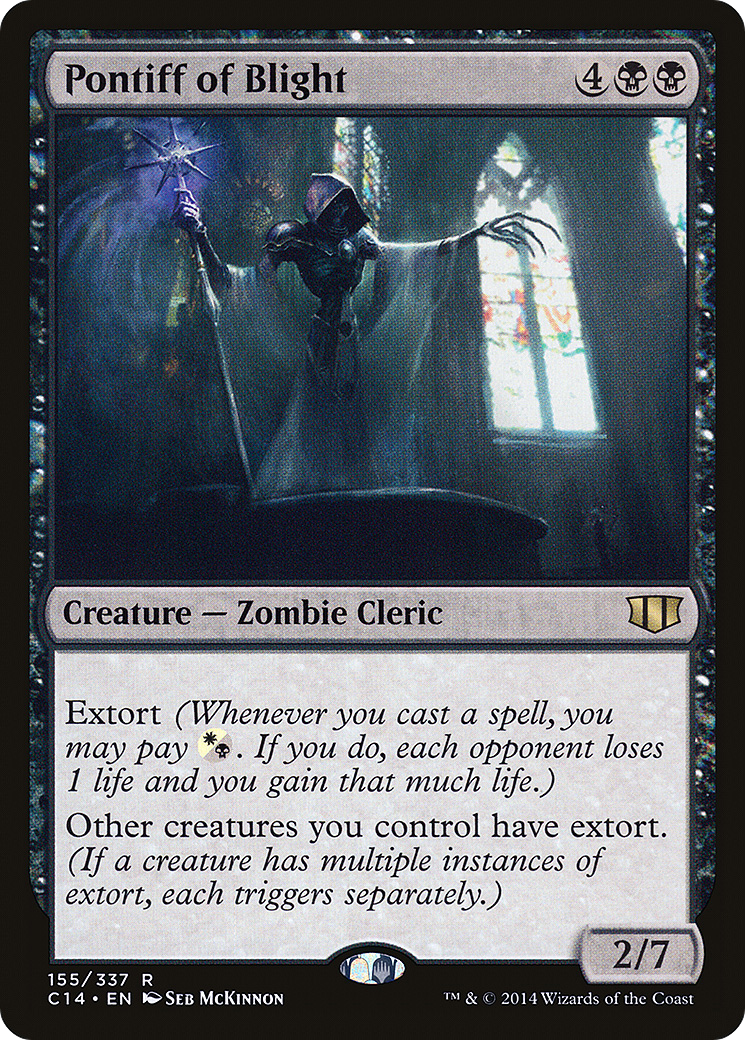 Pontiff of Blight 4
Creature — Zombie Cleric
Extort (Whenever you cast a spell, you
may pay . If you do, each opponent loses
1 life and you gain that much life.)
Other creatures you control have extort.
(If a creature has multiple instances of
extort, each triggers separately.)
2/7
155/337 R
C14 • EN Seb McKinnon
™ & © 2014 Wizards of the Coast